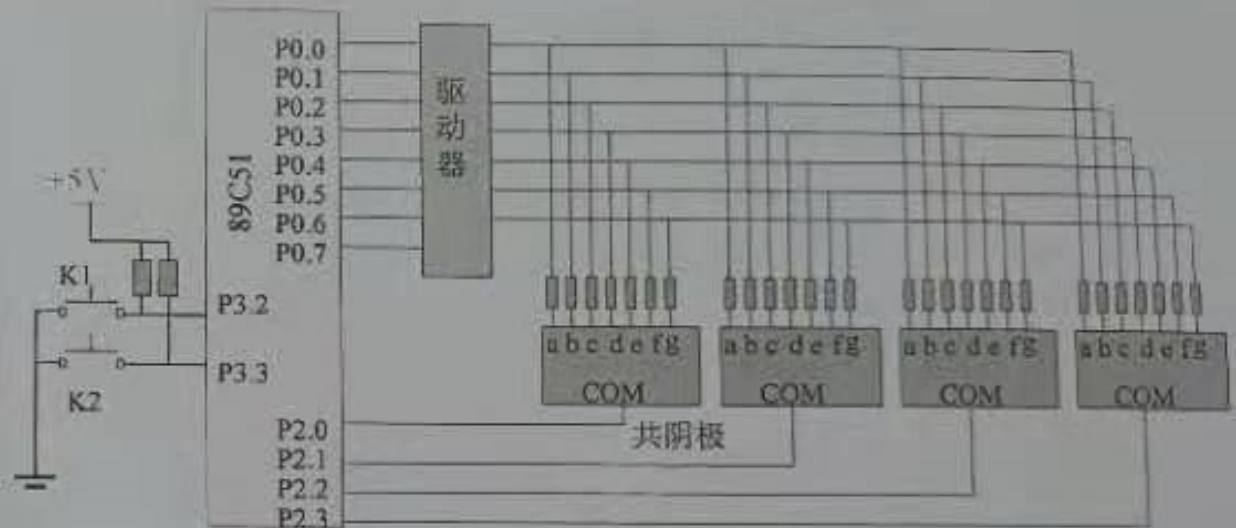 P0.0
P0.1
P0.2
P0.3
P0.4
P0.5
P0.6
P0.7
驱动器
89C51
+5V
K1
P3.2
P3.3
K2
a b c d e f g
a b c d e f g
a b c d e f g
a b c d e f g
COM
COM
COM
COM
共阴极
P2.0
P2.1
P2.2
P2.3